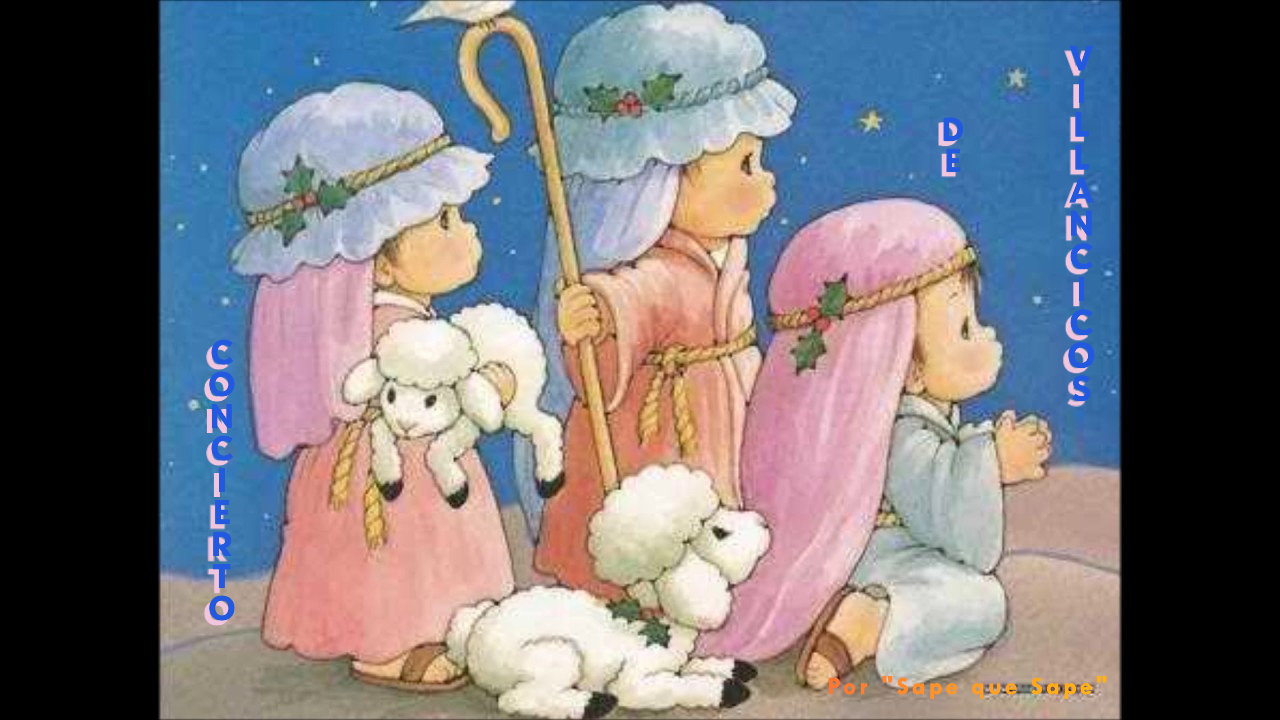 CONCIERTO
DE
VILLANCICOS
Por "Sape que Sape"